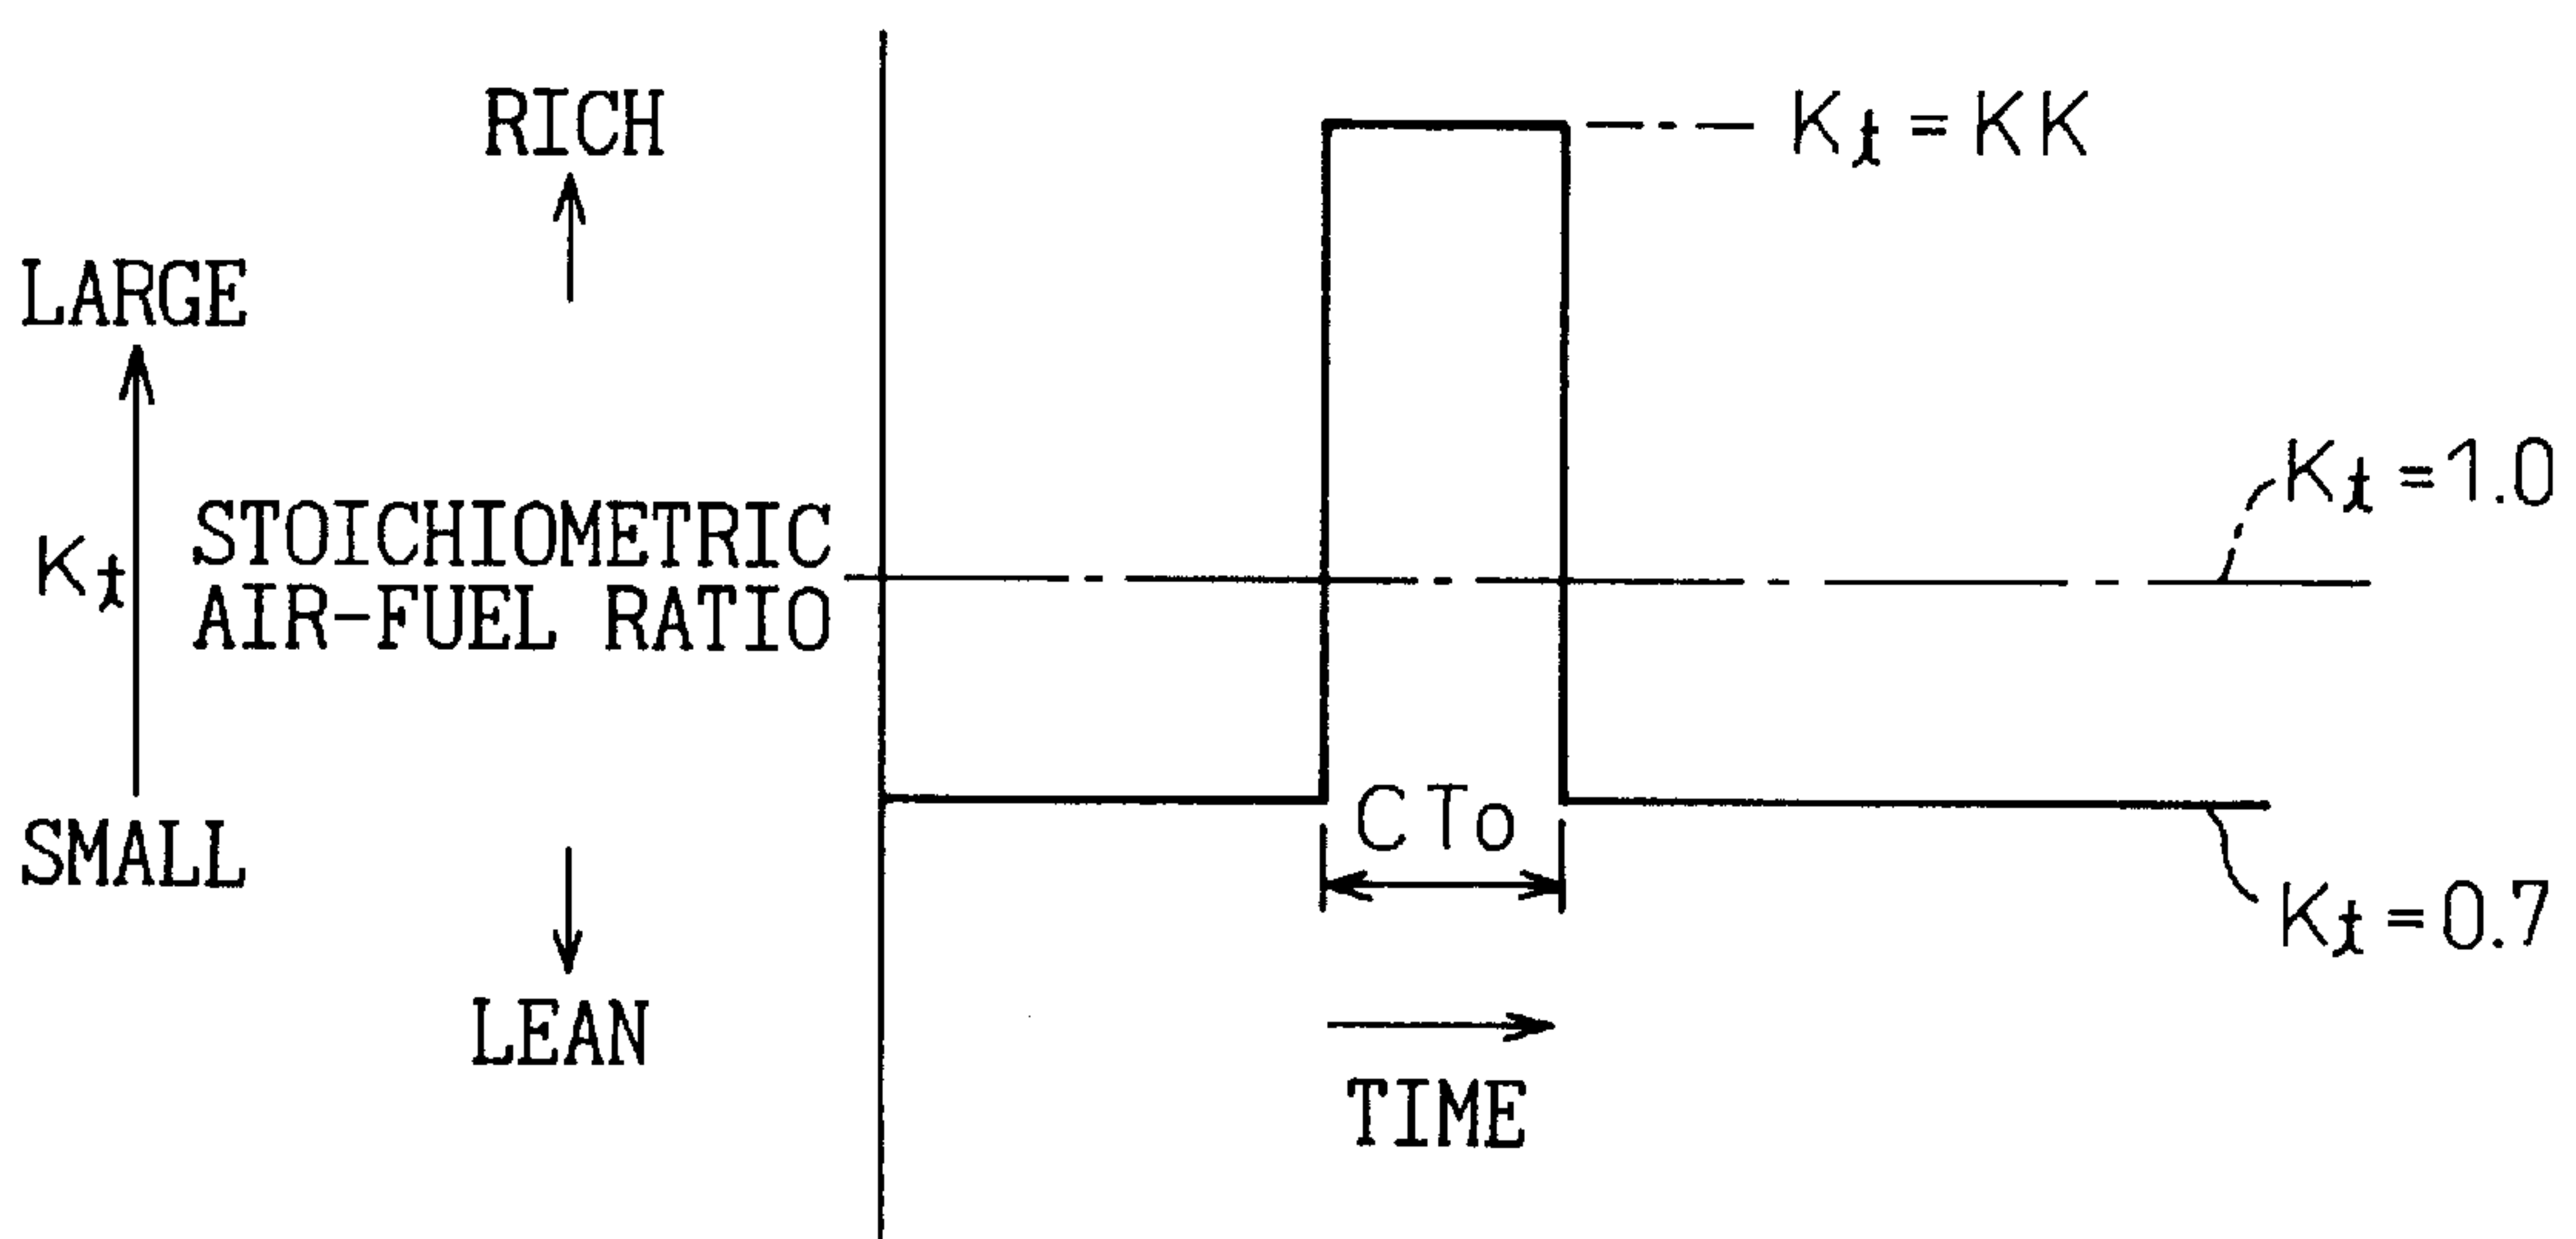 RICH
Kt = KK
LARGE
Kt = 1.0
STOICHIOMETRIC
AIR-FUEL RATIO
Kt
CTo
SMALL
Kt = 0.7
LEAN
TIME